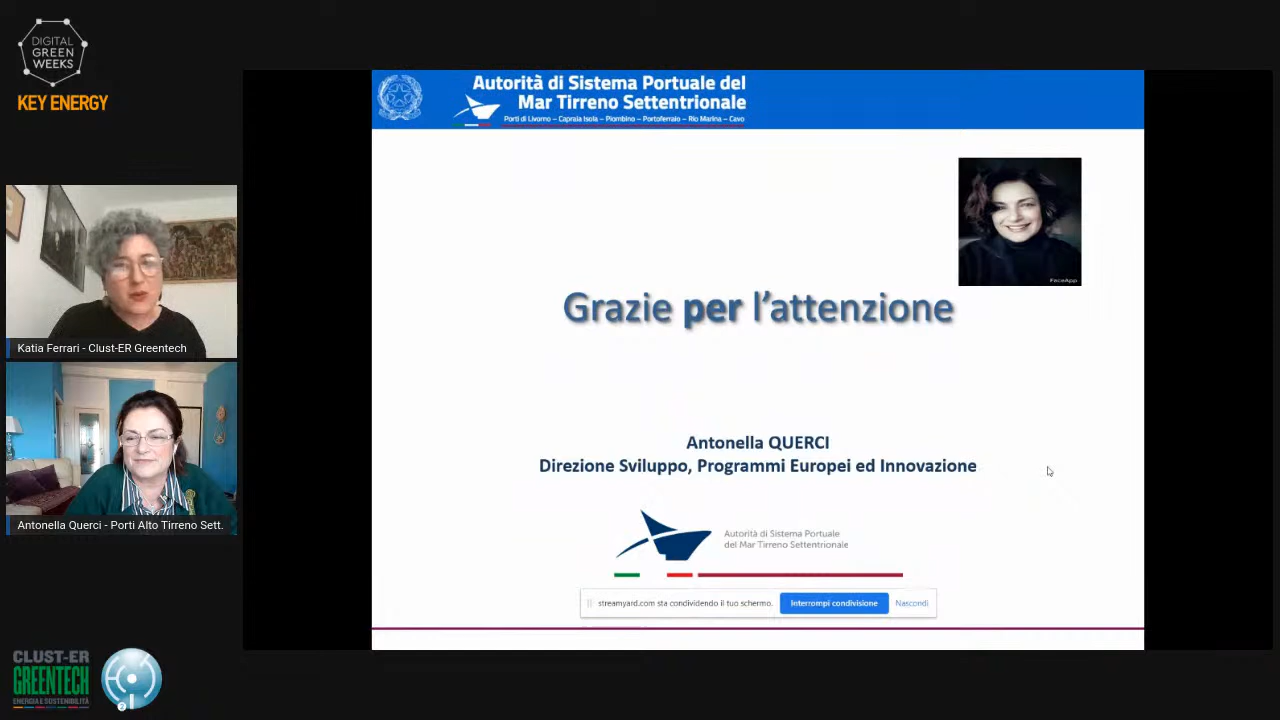 DIGITAL
GREEN
WEEKS
KEY ENERGY
Autorità di Sistema Portuale del
Mar Tirreno Settentrionale
Porti di Livorno – Capraia Isola – Piombino – Portoferraio – Rio Marina – Cavo
FaceApp
Grazie per l'attenzione
Katia Ferrari - Clust-ER Greentech
Antonella QUERCI
Direzione Sviluppo, Programmi Europei ed Innovazione
Antonella Querci - Porti Alto Tirreno Sett.
Autorità di Sistema Portuale
del Mar Tirreno Settentrionale
streamyard.com sta condividendo il tuo schermo.
Interrompi condivisione
Nascondi
CLUST-ER
GREENTECH
ENERGIA E SOSTENIBILITÀ
2